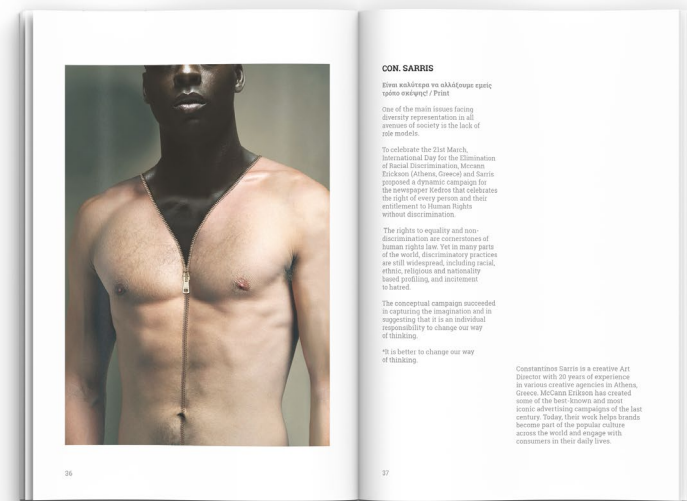 CON. SARRIS
Είναι καλύτερα να αλλάξουμε εμείς
τρόπο σκέψης! / Print
One of the main issues facing
diversity representation in all
avenues of society is the lack of
role models.
To celebrate the 21st March,
International Day for the Elimination
of Racial Discrimination, Mccann
Erickson (Athens, Greece) and Sarris
proposed a dynamic campaign for
the newspaper Kedros that celebrates
the right of every person and their
entitlement to Human Rights
without discrimination.
The rights to equality and non-
discrimination are cornerstones of
human rights law. Yet in many parts
of the world, discriminatory practices
are still widespread, including racial,
ethnic, religious and nationality
based profiling, and incitement
to hatred.
The conceptual campaign succeeded
in capturing the imagination and in
suggesting that it is an individual
responsibility to change our way
of thinking.
*It is better to change our way
of thinking.
Constantinos Sarris is a creative Art
Director with 20 years of experience
in various creative agencies in Athens,
Greece. McCann Erikson has created
some of the best-known and most
iconic advertising campaigns of the last
century. Today, their work helps brands
become part of the popular culture
across the world and engage with
consumers in their daily lives.
36
37